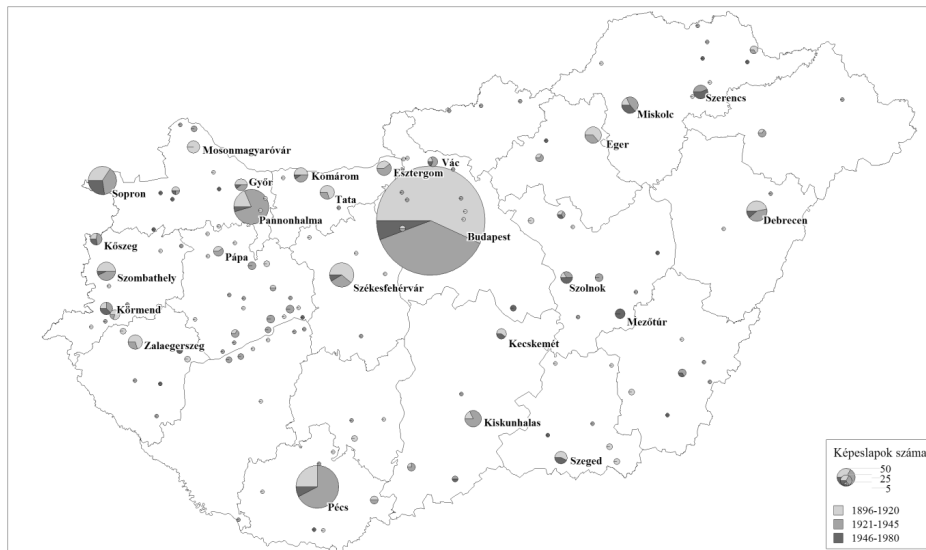 Mosonmagyaróvár
Sopron
Győr
Pannonhalma
Komárom
Tata
Esztergom
Vác
Budapest
Miskolc
Szerencs
Eger
Debrecen
Kőszeg
Szombathely
Pápa
Székesfehérvár
Szolnok
Mezőtúr
Körmend
Zalaegerszeg
Kecskemét
Kiskunhalas
Szeged
Pécs
Képeslapok száma
50
25
5
1896-1920
1921-1945
1946-1980